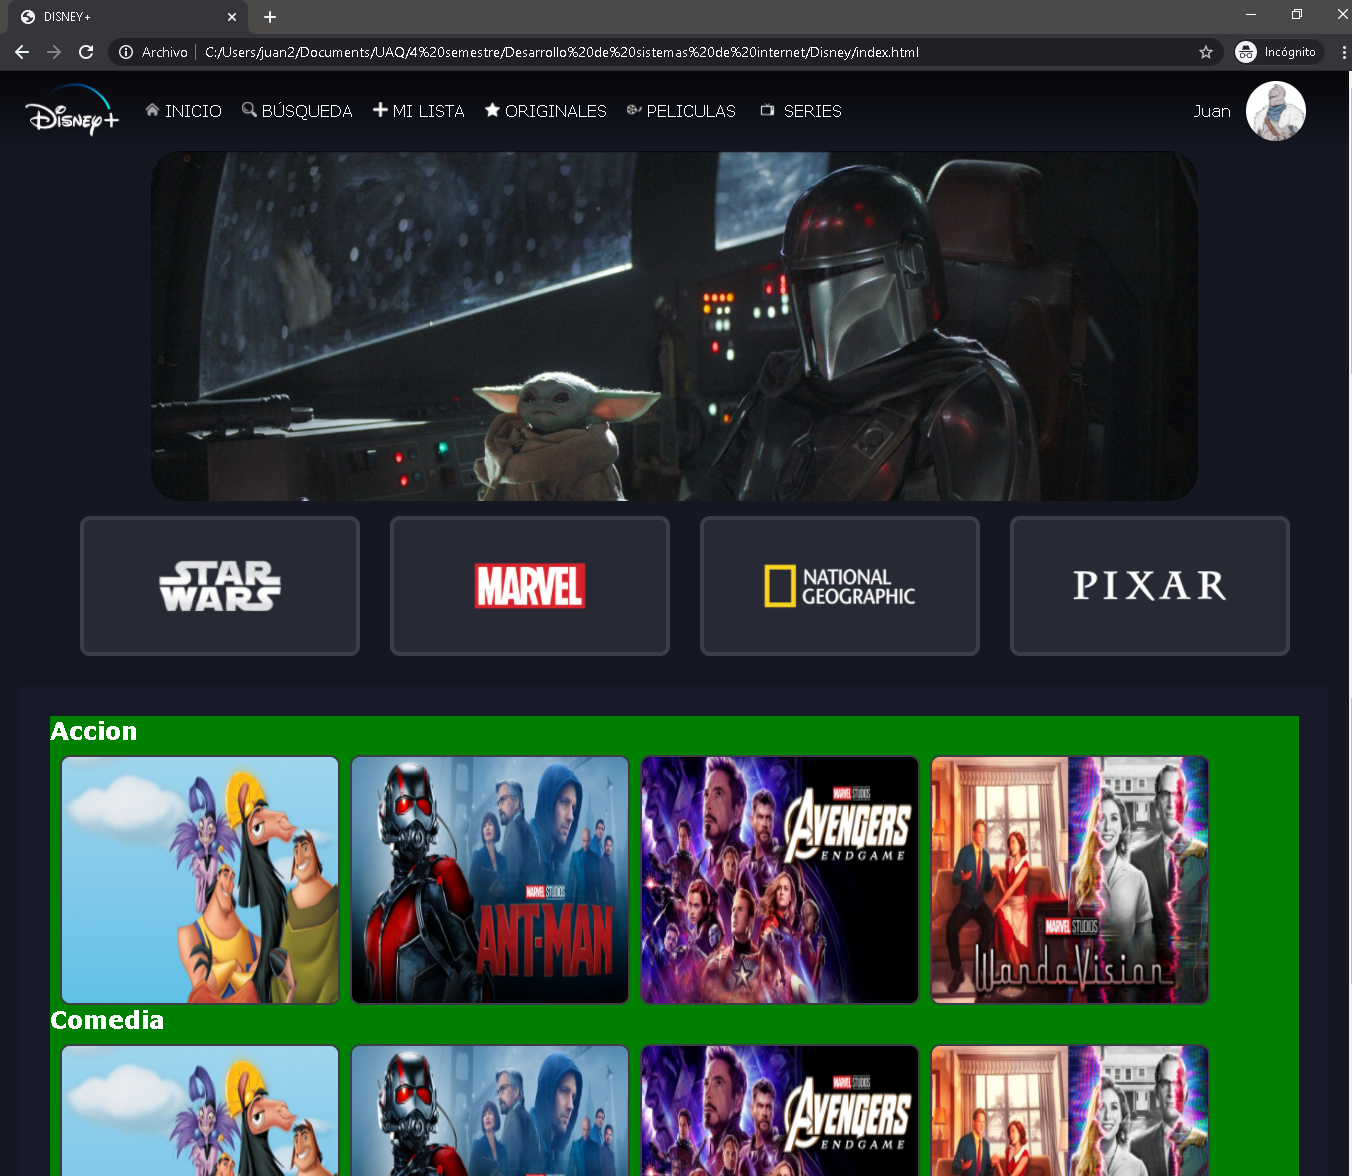 DISNEY+
Archivo
C:/Users/juan2/Documents/UAQ/4%20semestre/Desarrollo%20de%20sistemas%20de%20internet/Disney/index.html
Incógnito
Disney+
INICIO
BÚSQUEDA
MI LISTA
ORIGINALES
PELICULAS
SERIES
Juan
STAR
WARS
MARVEL
NATIONAL
GEOGRAPHIC
PIXAR
Accion
MARVEL STUDIOS
ANT-MAN
MARVEL STUDIOS
AVENGERS
ENDGAME
MARVEL STUDIOS
WandaVision
Comedia
MARVEL STUDIOS
AVENGERS
ENDGAME